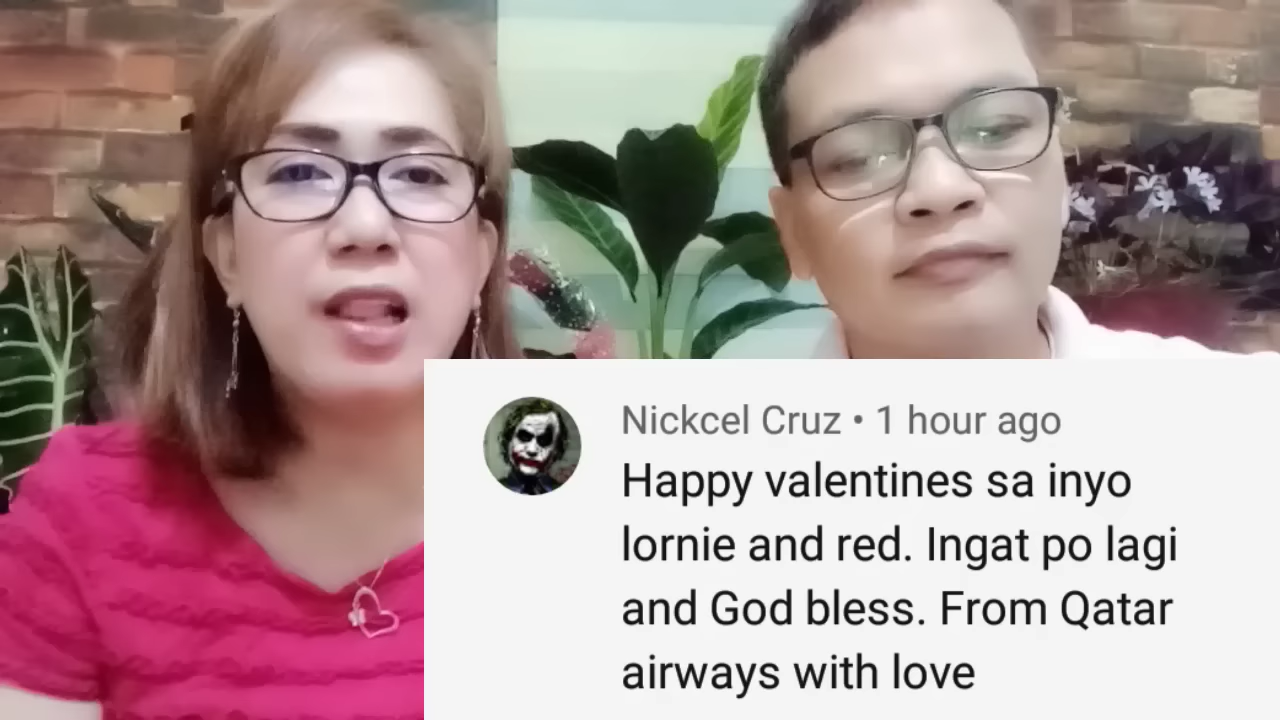 Nickcel Cruz • 1 hour ago
Happy valentines sa inyo
lornie and red. Ingat po lagi
and God bless. From Qatar
airways with love